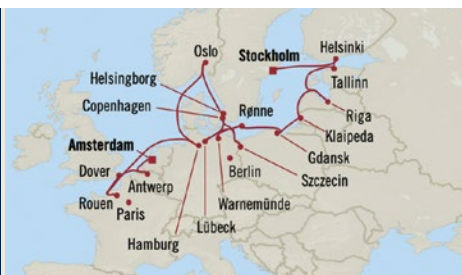 Oslo
Stockholm
Helsinki
Helsingborg
Tallinn
Copenhagen
Rønne
Riga
Klaipeda
Amsterdam
Gdansk
Dover
Berlin
Antwerp
Szczecin
Rouen
Paris
Warnemünde
Lübeck
Hamburg